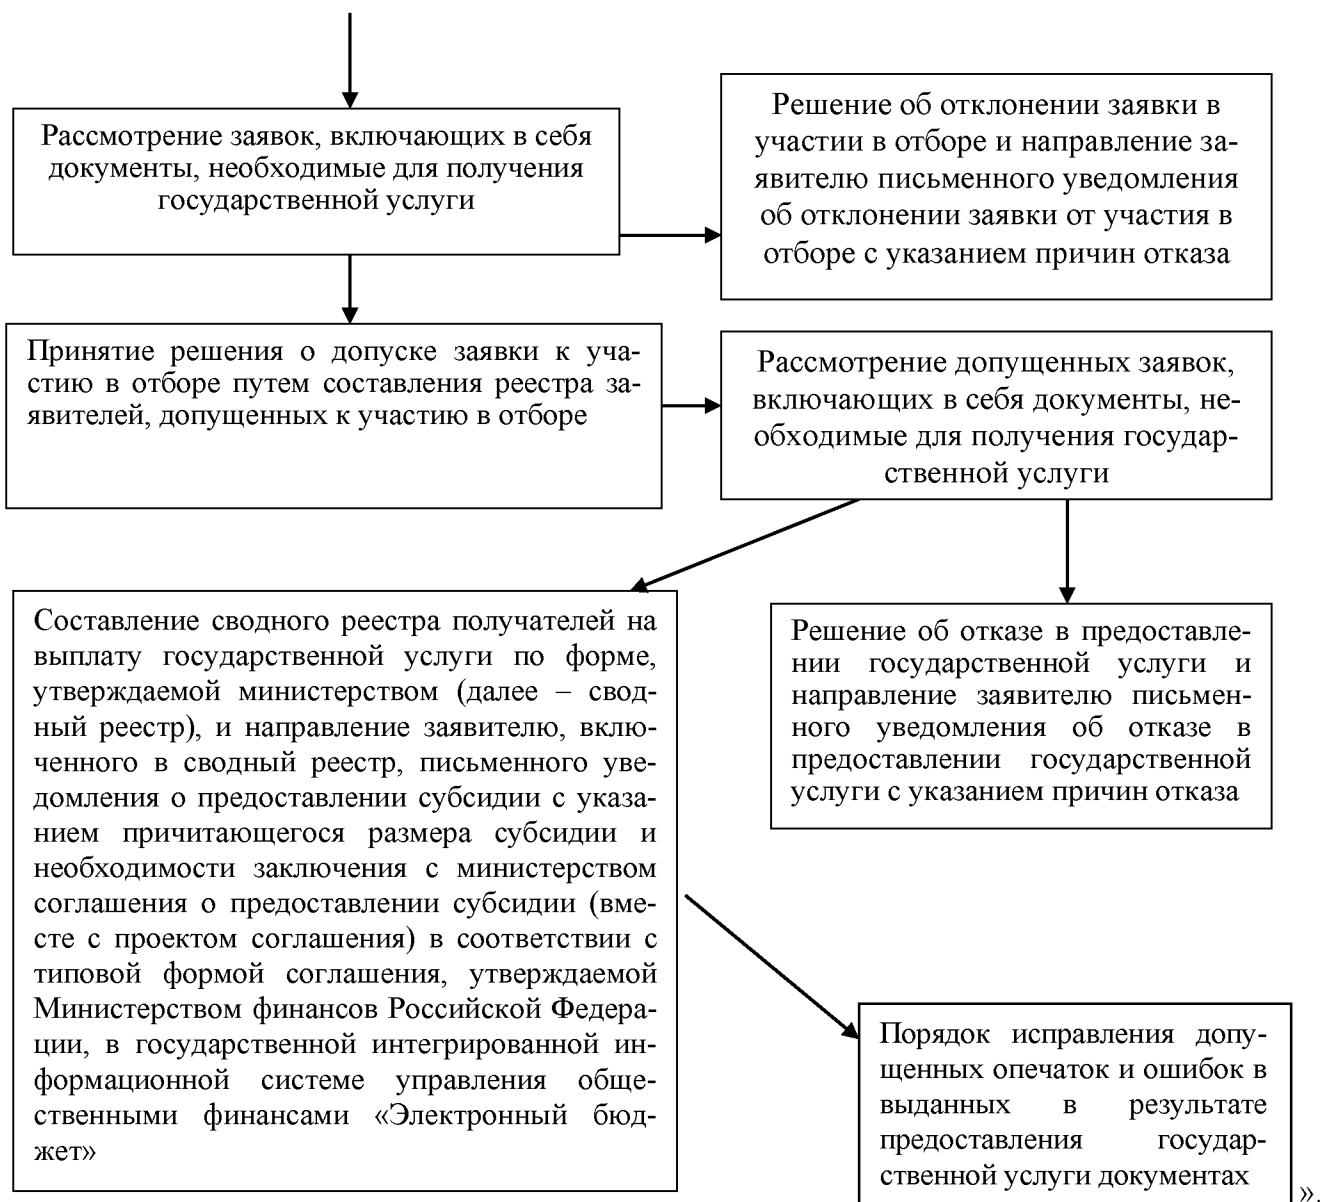 Рассмотрение заявок, включающих в себя
документы, необходимые для получения
государственной услуги
Решение об отклонении заявки в
участии в отборе и направление за-
явителю письменного уведомления
об отклонении заявки от участия в
отборе с указанием причин отказа
Принятие решения о допуске заявки к уча-
стию в отборе путем составления реестра за-
явителей, допущенных к участию в отборе
Рассмотрение допущенных заявок,
включающих в себя документы, не-
обходимые для получения государ-
ственной услуги
Составление сводного реестра получателей на
выплату государственной услуги по форме,
утверждаемой министерством (далее – свод-
ный реестр), и направление заявителю, вклю-
ченного в сводный реестр, письменного уве-
домления о предоставлении субсидии с указа-
нием причитающегося размера субсидии и
необходимости заключения с министерством
соглашения о предоставлении субсидии (вме-
сте с проектом соглашения) в соответствии с
типовой формой соглашения, утверждаемой
Министерством финансов Российской Федера-
ции, в государственной интегрированной ин-
формационной системе управления обще-
ственными финансами «Электронный бюд-
жет»
Решение об отказе в предоставле-
нии государственной услуги и
направление заявителю письмен-
ного уведомления об отказе в
предоставлении государственной
услуги с указанием причин отказа
Порядок исправления допу-
щенных опечаток и ошибок в
выданных в результате
предоставления государ-
ственной услуги документах
».